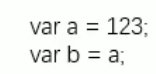 var a = 123;
var b = a;